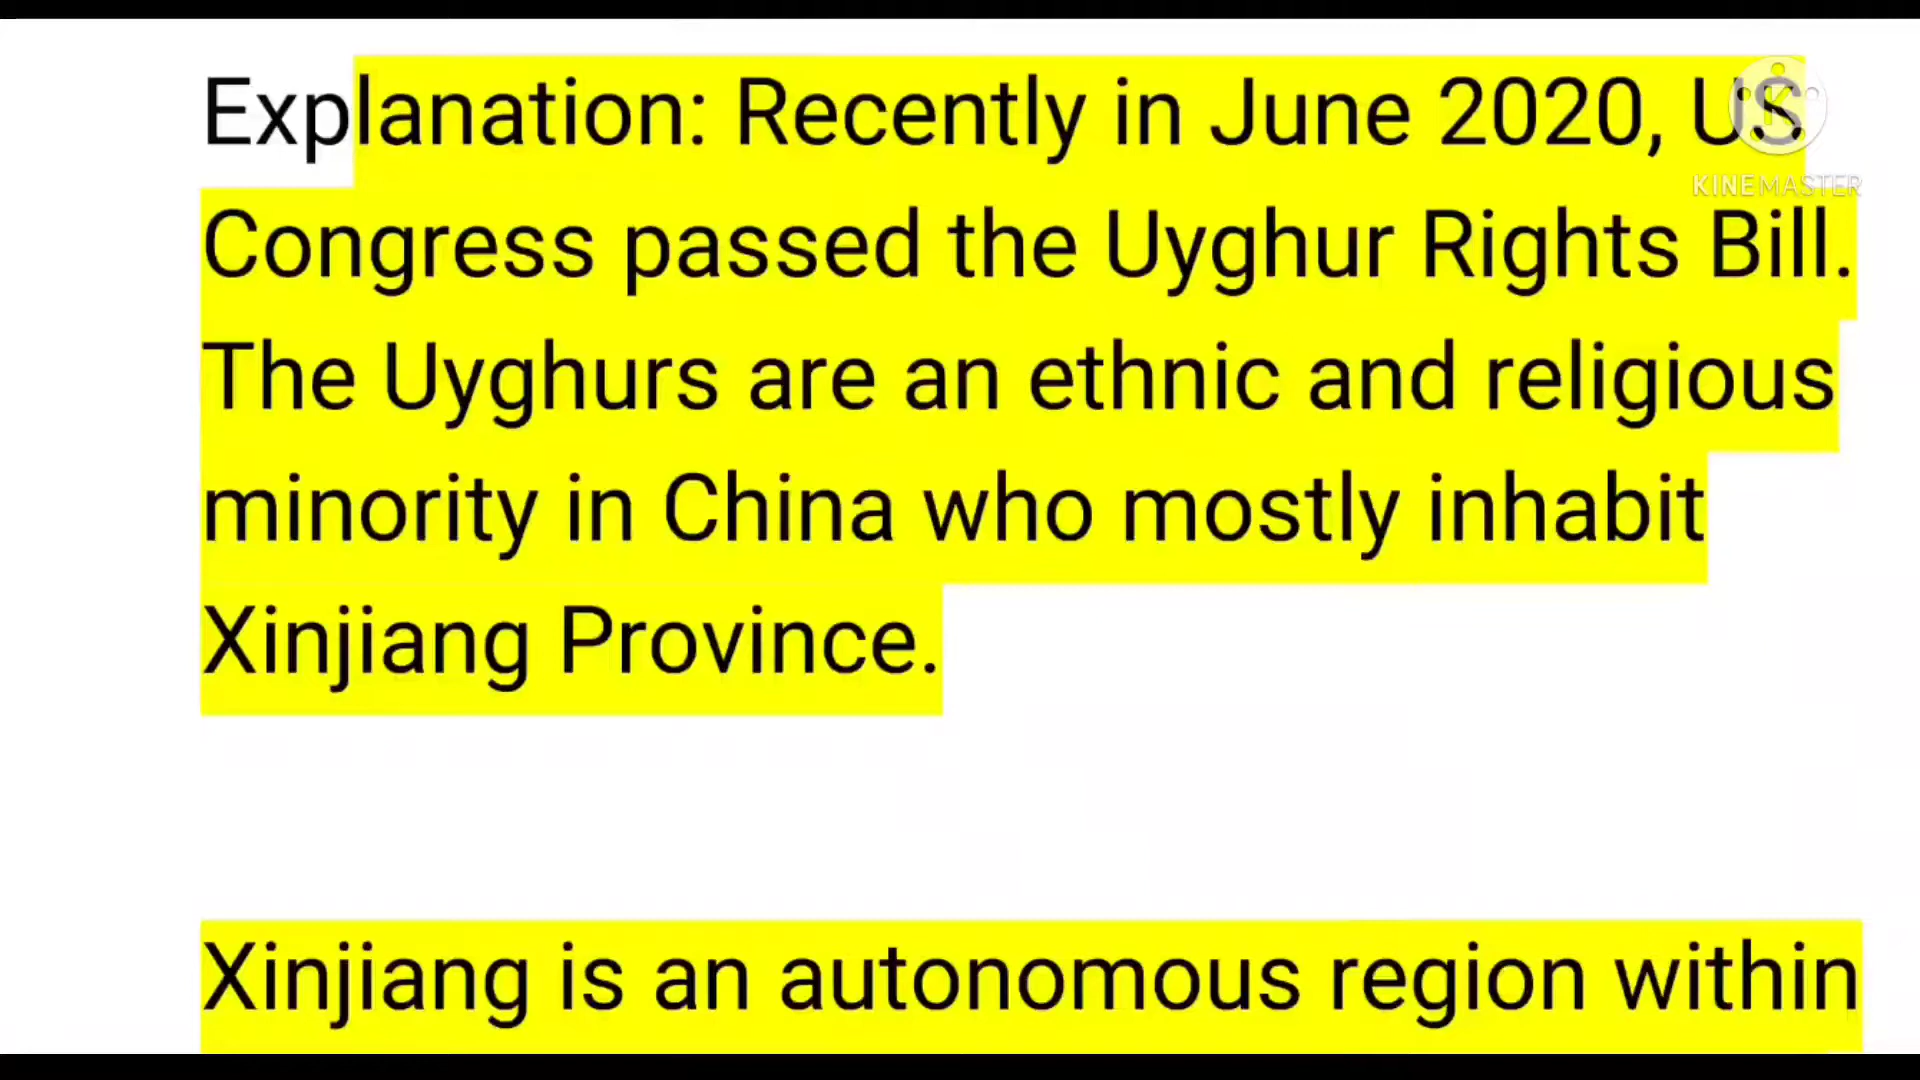 Explanation: Recently in June 2020, US
KINEMASTER
Congress passed the Uyghur Rights Bill.
The Uyghurs are an ethnic and religious
minority in China who mostly inhabit
Xinjiang Province.
Xinjiang is an autonomous region within